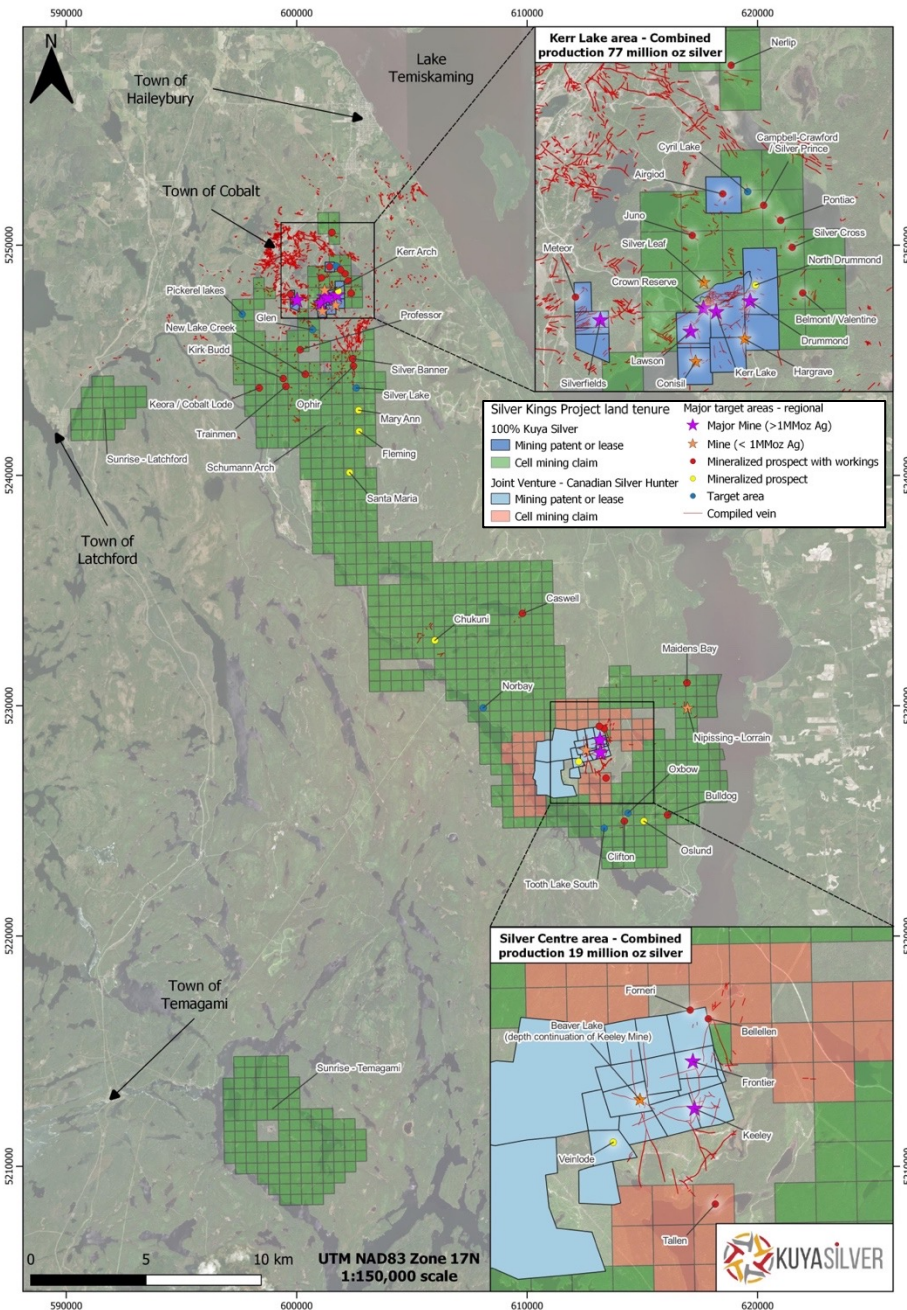 590000
600000
610000
620000
N
Lake
Temiskaming
Town of
Haileybury
Town of Cobalt
Kerr Arch
Pickerel lakes
Professor
Glen
New Lake Creek
Kirk-Budd
Silver Banner
Silver Lake
Keora / Cobalt Lode
Ophir
Mary Ann
Trainmen
Fleming
Sunrise - Latchford
Schumann Arch
Santa Maria
Town of
Latchford
Caswell
Chukuni
Maidens Bay
Norbay
Nipissing - Lorrain
Oxbow
Bulldog
Oslund
Clifton
Tooth Lake South
Town of
Temagami
Sunrise - Temagami
Kerr Lake area - Combined
production 77 million oz silver
Nerlip
Campbell-Crawford
/ Silver Prince
Cyril Lake
Airgiod
Pontiac
Juno
Silver Cross
Silver Leaf
Meteor
North Drummond
Crown Reserve
Belmont / Valentine
Drummond
Lawson
Hargrave
Kerr Lake
Silverfields
Conisil
Silver Kings Project land tenure
100% Kuya Silver
Mining patent or lease
Cell mining claim
Joint Venture - Canadian Silver Hunter
Mining patent or lease
Cell mining claim
Major target areas - regional
Major Mine (>1MMoz Ag)
Mine (< 1MMoz Ag)
Mineralized prospect with workings
Mineralized prospect
Target area
Compiled vein
Silver Centre area - Combined
production 19 million oz silver
Forneri
Beaver Lake
(depth continuation of Keeley Mine)
Bellellen
Frontier
Keeley
Veinlode
Tallen
KUYASILVER
0
5
10 km
UTM NAD83 Zone 17N
1:150,000 scale
5250000
5240000
5230000
5220000
5210000
5250000
5240000
5230000
5220000
5210000
590000
600000
610000
620000